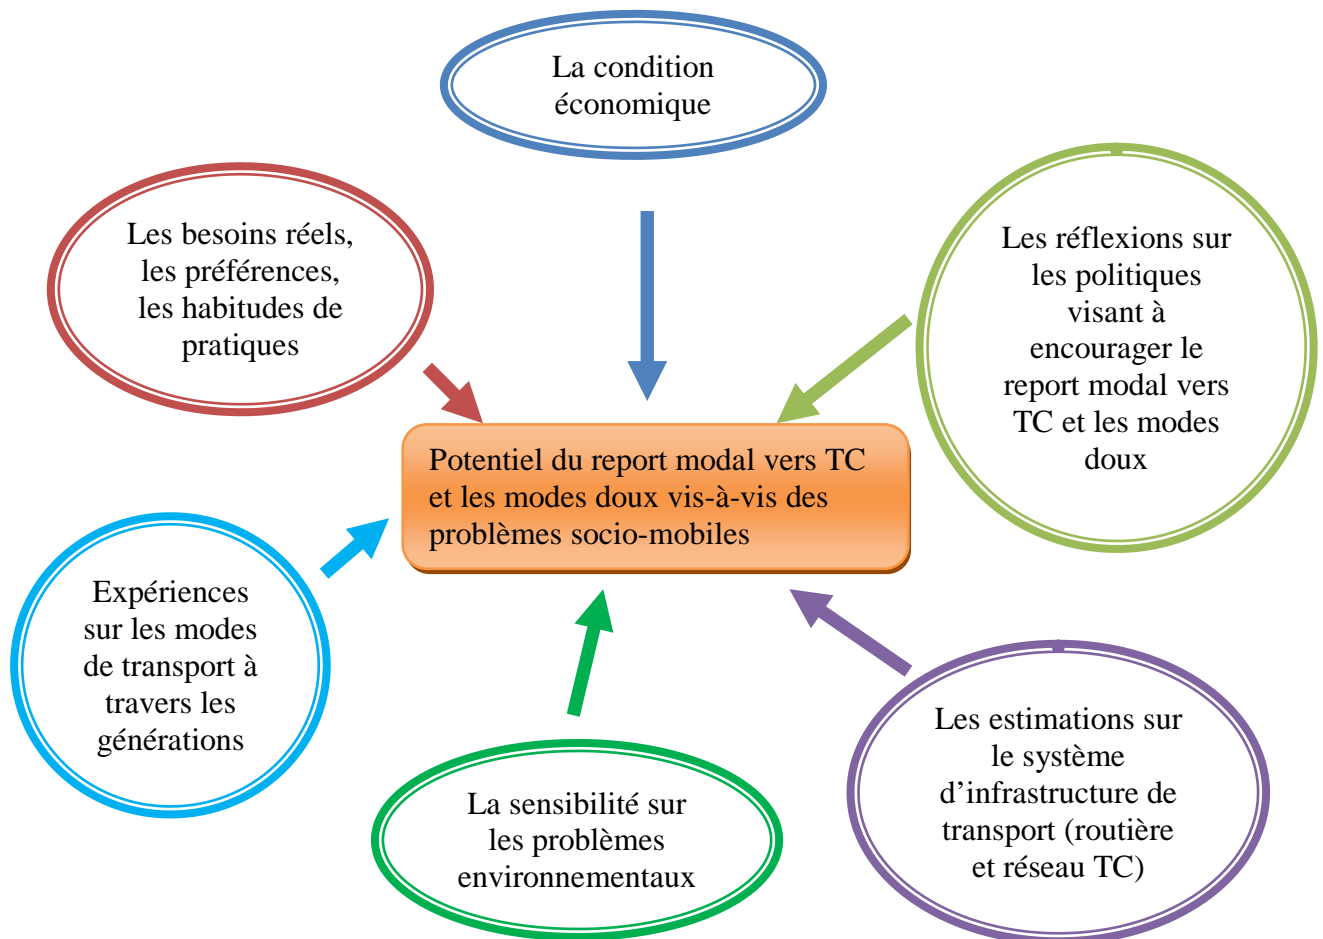 La condition
économique
Les besoins réels,
les préférences,
les habitudes de
pratiques
Les réflexions sur
les politiques
visant à
encourager le
report modal vers
TC et les modes
doux
Potentiel du report modal vers TC
et les modes doux vis-à-vis des
problèmes socio-mobiles
Expériences
sur les modes
de transport à
travers les
générations
La sensibilité sur
les problèmes
environnementaux
Les estimations sur
le système
d’infrastructure de
transport (routière
et réseau TC)